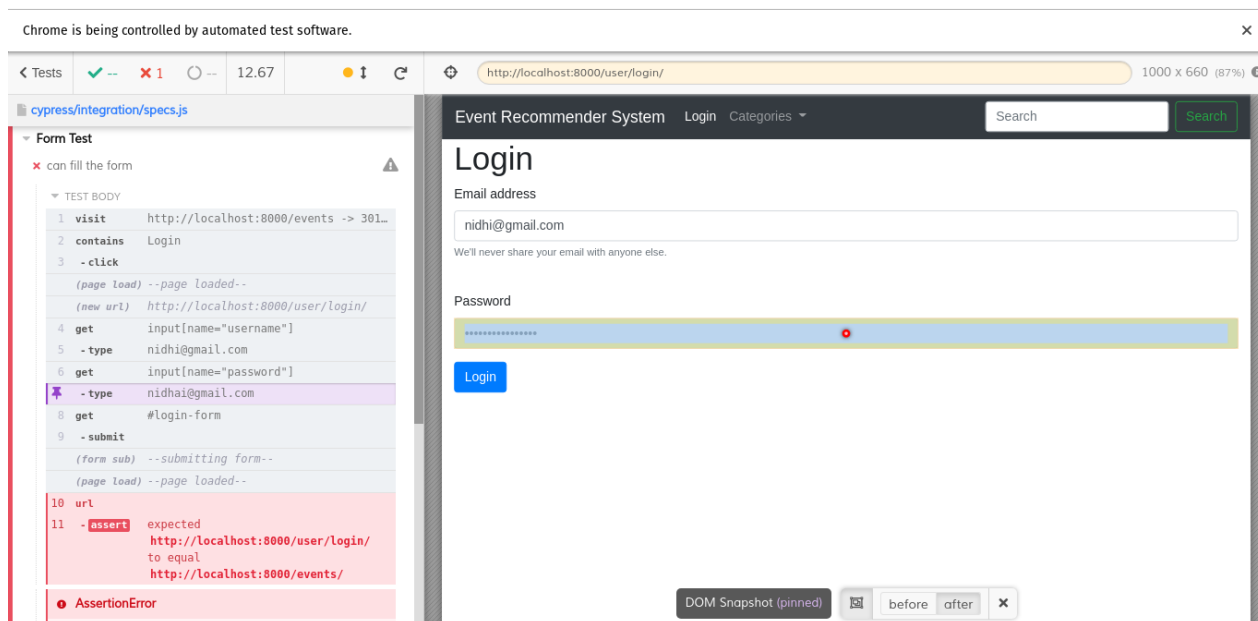 Chrome is being controlled by automated test software. ×
< Tests -- 1 -- 12.67 http://localhost:8000/user/login/ 1000 x 660 (87%)
cypress/integration/specs.js
Form Test
can fill the form
TEST BODY
1 visit http://localhost:8000/events -> 301…
2 contains Login
3 - click
(page load) --page loaded--
(new url) http://localhost:8000/user/login/
4 get input[name="username"]
5 - type nidhi@gmail.com
6 get input[name="password"]
- type nidhai@gmail.com
8 get #login-form
9 - submit
(form sub) --submitting form--
(page load) --page loaded--
10 url
11 - assert expected
http://localhost:8000/user/login/
to equal
http://localhost:8000/events/
AssertionError
Event Recommender System Login Categories Search Search
Login
Email address
nidhi@gmail.com
We'll never share your email with anyone else.
Password
••••••••••••••••
Login
DOM Snapshot (pinned) before after ×